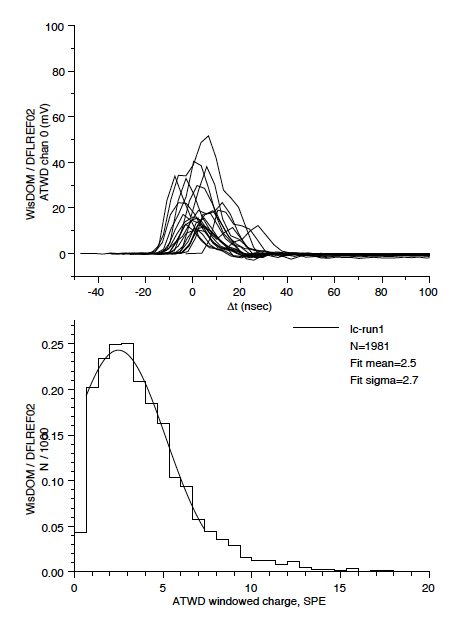 100
80
60
40
20
0
WisDOM / DFLREF02
ATWD chan 0 (mV)
-40 -20 0 20 40 60 80 100
Δt (nsec)
lc-run1
N=1981
Fit mean=2.5
Fit sigma=2.7
0.25
0.20
0.15
0.10
0.05
0.00
WisDOM / DFLREF02
N / 1000
0 5 10 15 20
ATWD windowed charge, SPE